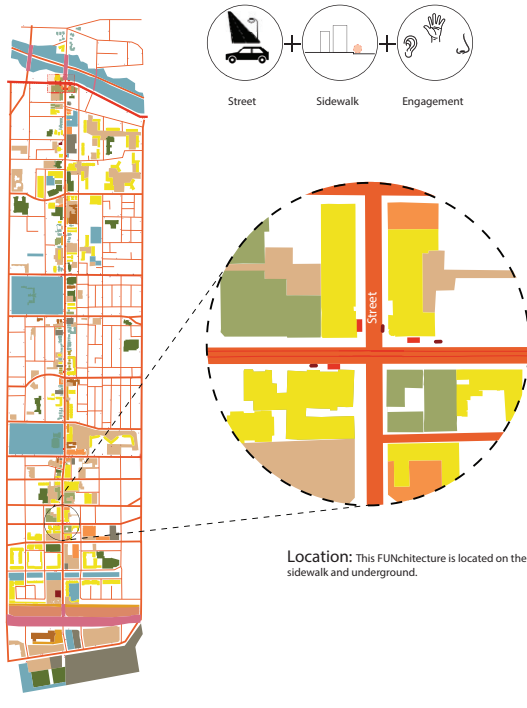 Street
Sidewalk
Engagement
Street
Location: This FUNchitecture is located on the
sidewalk and underground.